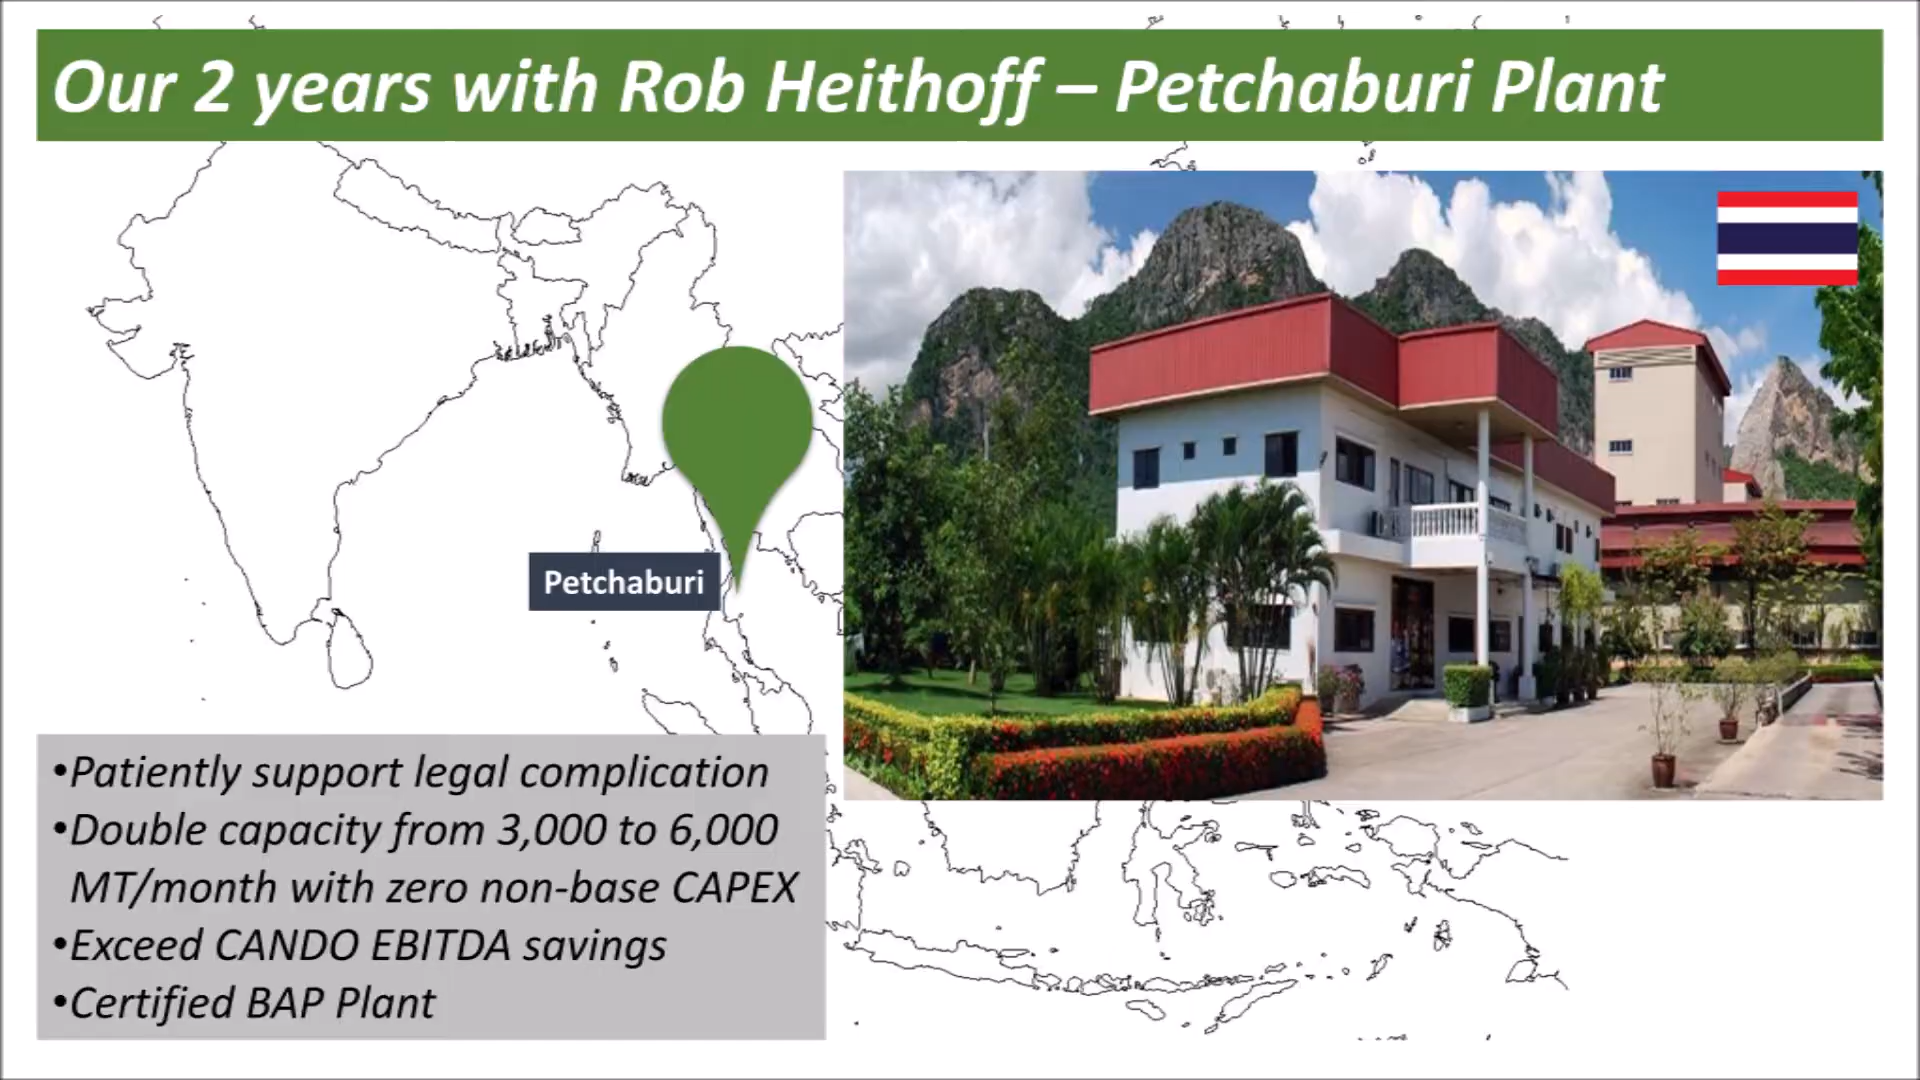 Our 2 years with Rob Heithoff – Petchaburi Plant
Petchaburi
•Patiently support legal complication
•Double capacity from 3,000 to 6,000
MT/month with zero non-base CAPEX
•Exceed CANDO EBITDA savings
•Certified BAP Plant